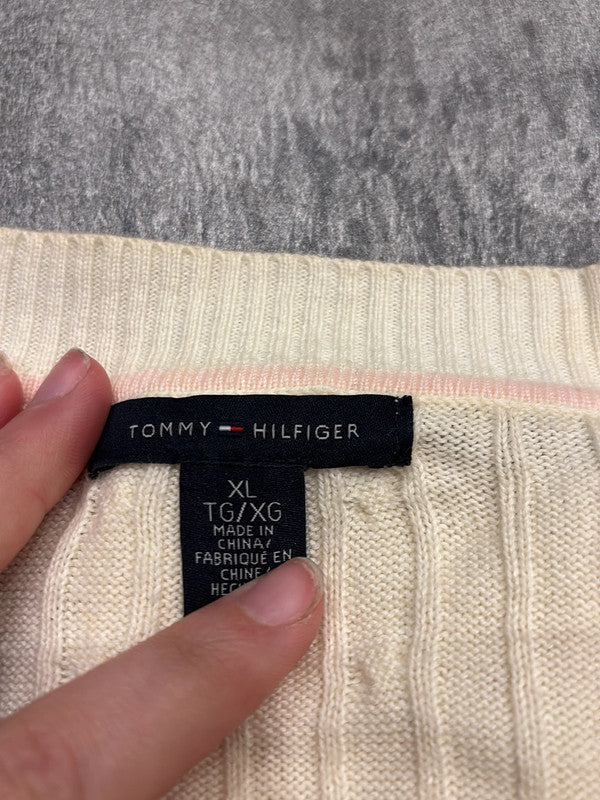 TOMMY HILFIGER
XL
TG/XG
MADE IN
CHINA/
FABRIQUÉ EN
CHINE/